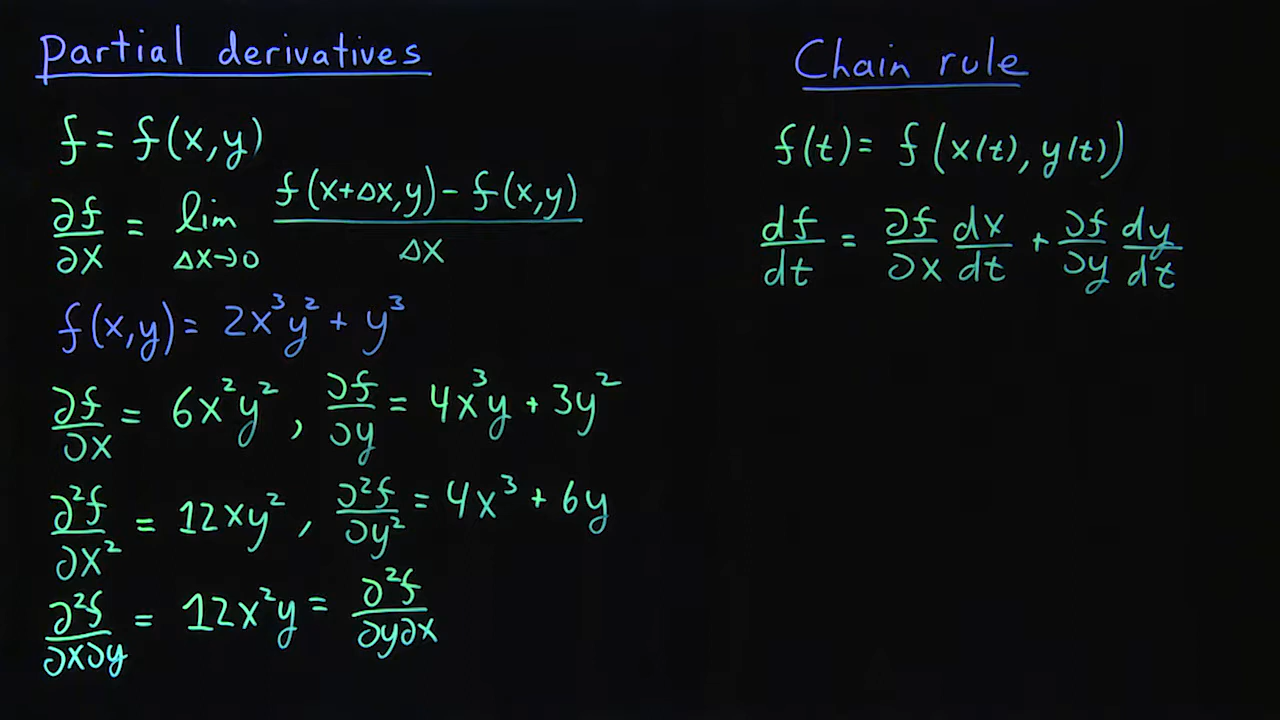 Partial derivatives
f = f(x,y)
∂f/∂x = lim Δx→0 (f(x+Δx,y) - f(x,y))/Δx
f(x,y) = 2x³y² + y³
∂f/∂x = 6x²y² , ∂f/∂y = 4x³y + 3y²
∂²f/∂x² = 12xy² , ∂²f/∂y² = 4x³ + 6y
∂²f/∂x∂y = 12x²y = ∂²f/∂y∂x
Chain rule
f(t) = f(x(t), y(t))
df/dt = ∂f/∂x dx/dt + ∂f/∂y dy/dt